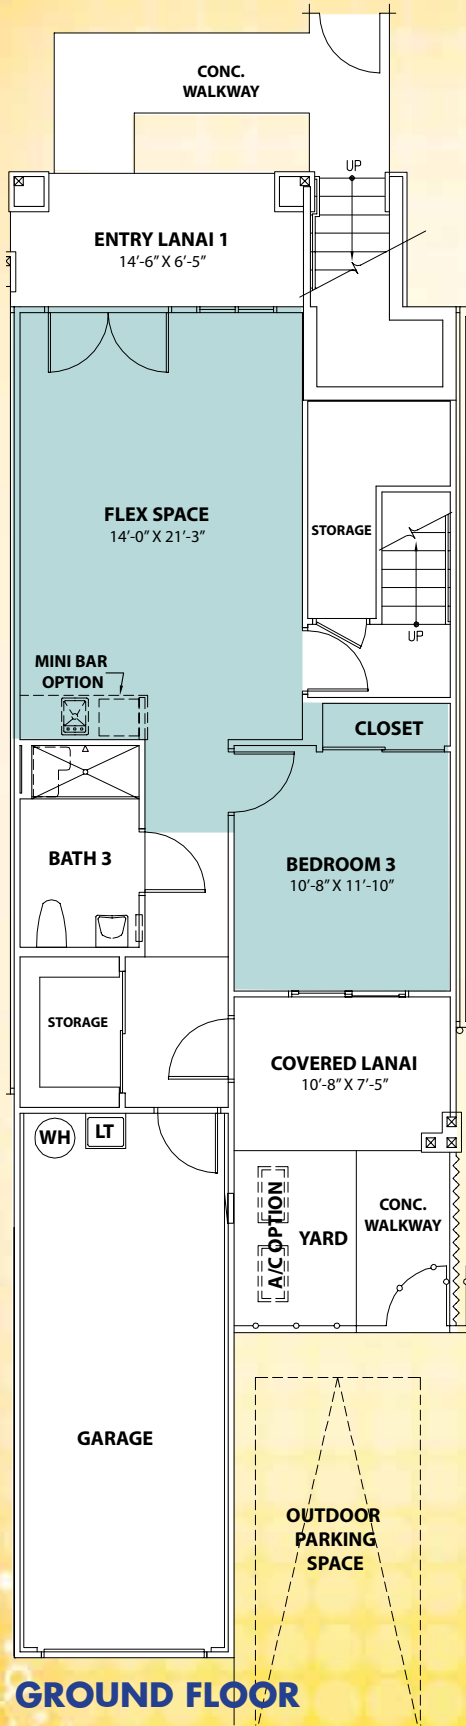 CONC.
WALKWAY
UP
ENTRY LANAI 1
14'-6" X 6'-5"
FLEX SPACE
14'-0" X 21'-3"
STORAGE
UP
MINI BAR
OPTION
CLOSET
BATH 3
BEDROOM 3
10'-8" X 11'-10"
STORAGE
COVERED LANAI
10'-8" X 7'-5"
WH
LT
A/C OPTION
YARD
CONC.
WALKWAY
GARAGE
OUTDOOR
PARKING
SPACE
GROUND FLOOR